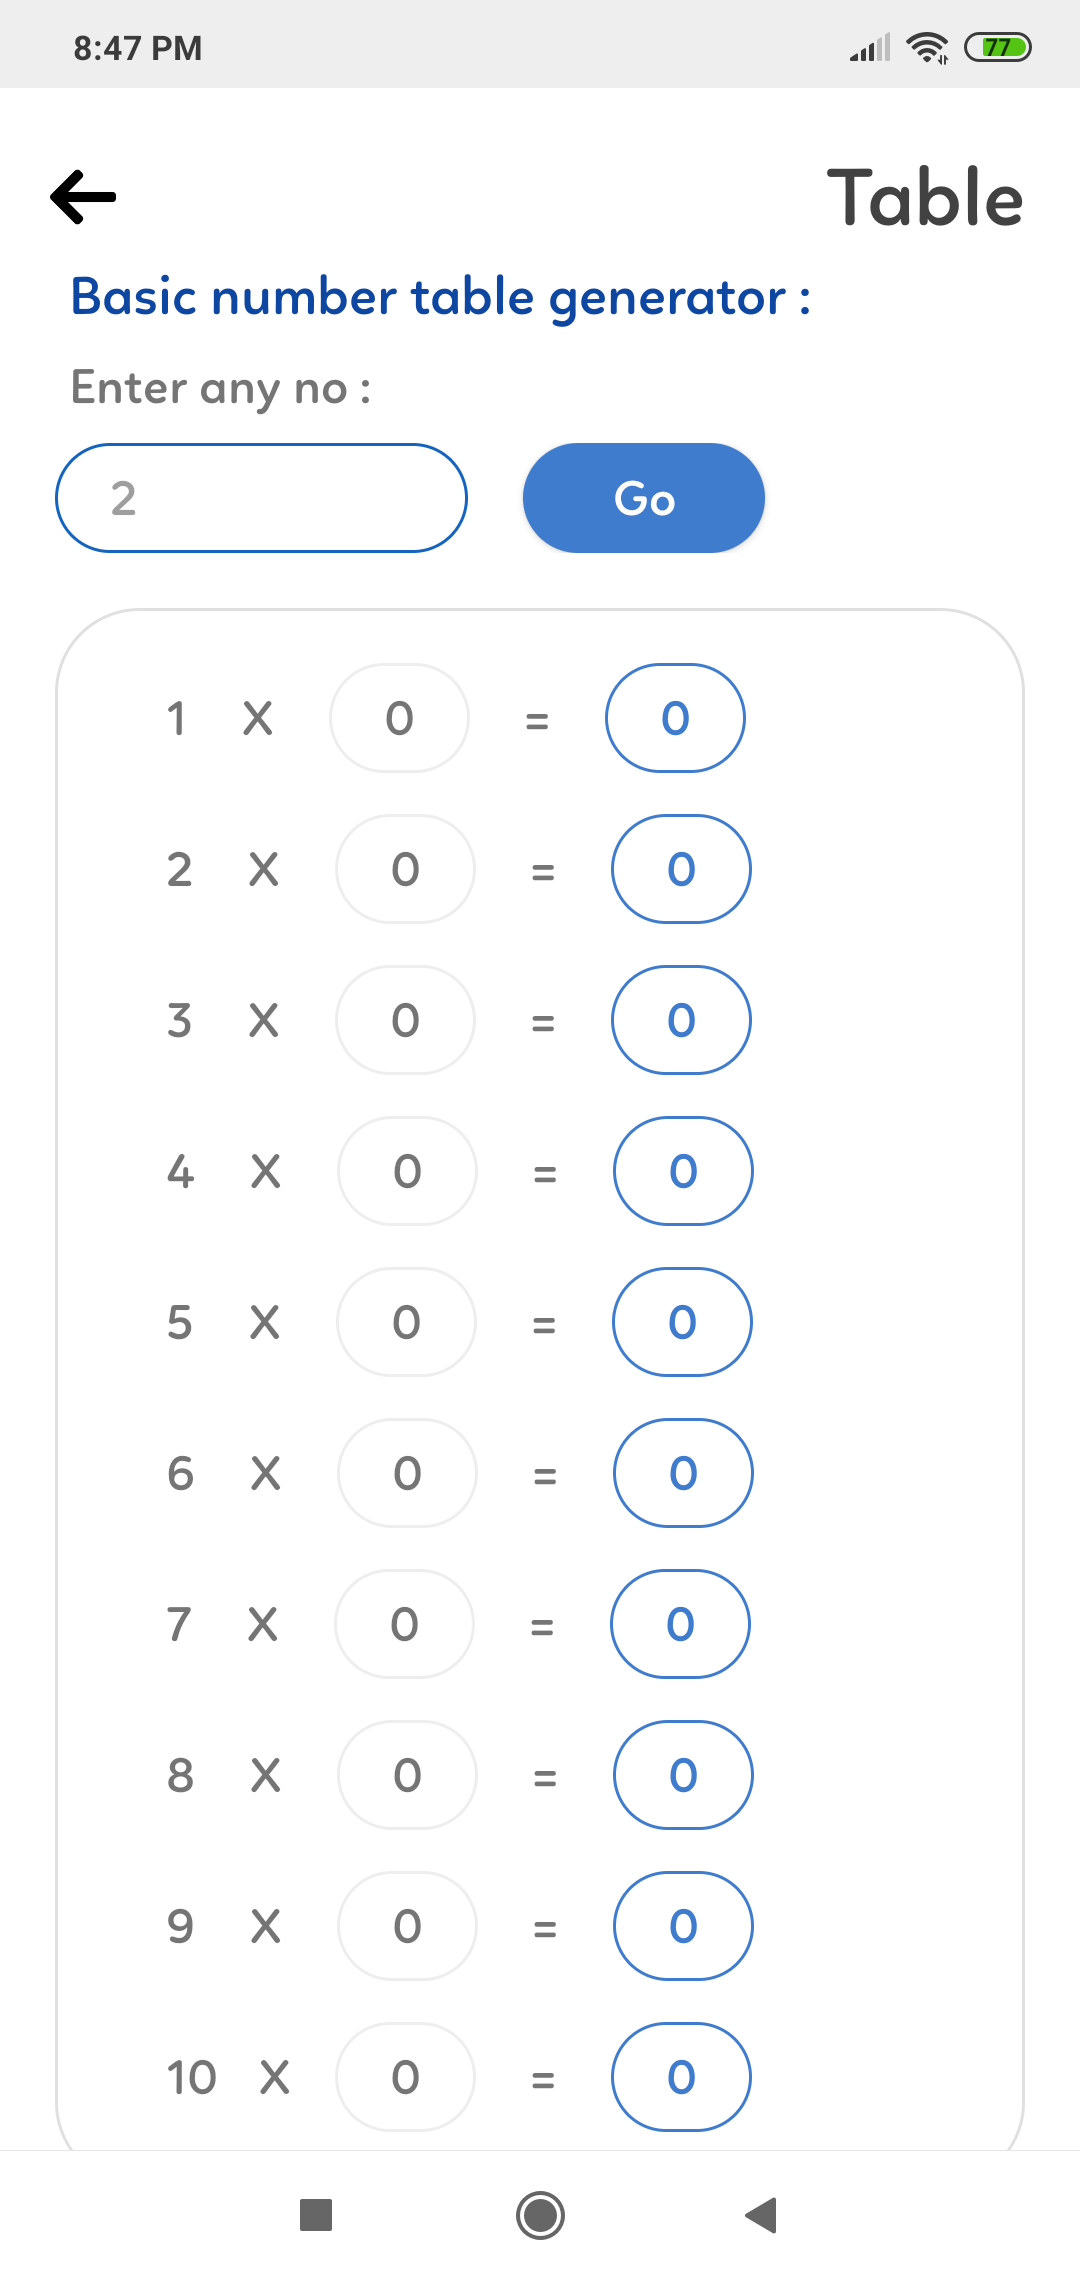 8:47 PM
77
Table
Basic number table generator :
Enter any no :
2
Go
1 X 0 = 0
2 X 0 = 0
3 X 0 = 0
4 X 0 = 0
5 X 0 = 0
6 X 0 = 0
7 X 0 = 0
8 X 0 = 0
9 X 0 = 0
10 X 0 = 0